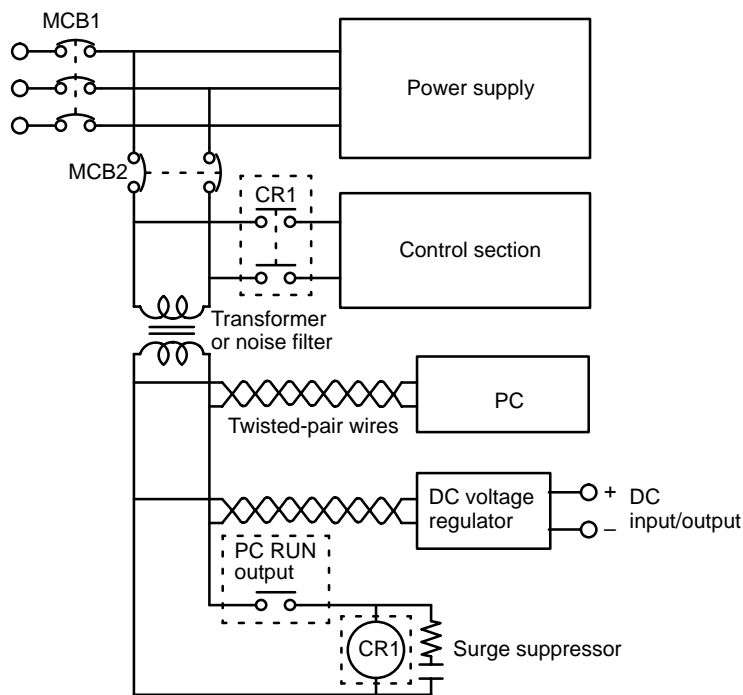 MCB1
Power supply
MCB2
CR1
Control section
Transformer
or noise filter
PC
Twisted-pair wires
DC voltage
regulator
+
–
DC
input/output
PC RUN
output
CR1
Surge suppressor